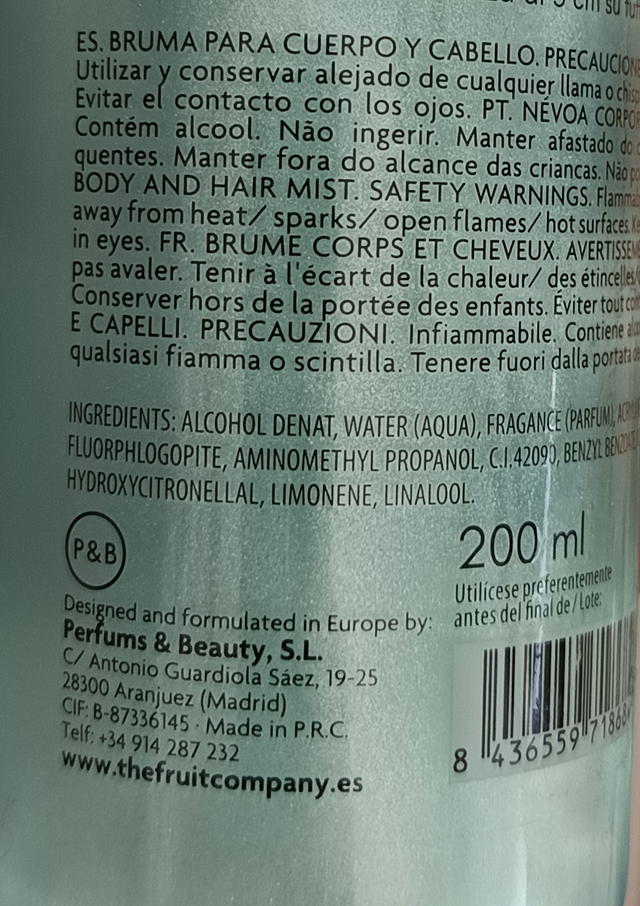 ES. BRUMA PARA CUERPO Y CABELLO. PRECAUCIONE
Utilizar y conservar alejado de cualquier llama o
Evitar el contacto con los ojos. PT. NÉVOA
Contém alcool. Não ingerir. Manter afastado do
quentes. Manter fora do alcance das criancas. Não
BODY AND HAIR MIST. SAFETY WARNINGS.
away from heat/ sparks/ open flames/ hot surfaces.
in eyes. FR. BRUME CORPS ET CHEVEUX.
pas avaler. Tenir à l'écart de la chaleur/ des
Conserver hors de la portée des enfants. Éviter tout
E CAPELLI. PRECAUZIONI. Infiammabile. Contiene
qualsiasi fiamma o scintilla. Tenere fuori dalla portata
INGREDIENTS: ALCOHOL DENAT, WATER (AQUA), FRAGANCE (PARFUM),
FLUORPHLOGOPITE, AMINOMETHYL PROPANOL, C.I.42090, BENZYL
HYDROXYCITRONELLAL, LIMONENE, LINALOOL.
P&B
200 ml
Utilícese preferentemente
antes del final de / Lote:
Designed and formulated in Europe by:
Perfums & Beauty, S.L.
C/ Antonio Guardiola Sáez, 19-25
28300 Aranjuez (Madrid)
CIF: B-87336145 · Made in P.R.C.
Telf: +34 914 287 232
www.thefruitcompany.es
8 436559 7186